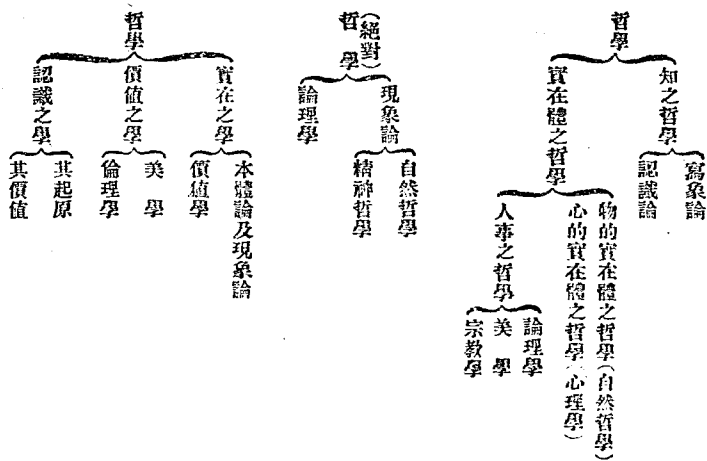 哲學
知之哲學
寫象論
認識論
實在體之哲學
物的實在體之哲學(自然哲學)
心的實在體之哲學(心理學)
人事之哲學
論理學
美學
宗教學
(絕對)
哲學
現象論
自然哲學
精神哲學
論理學
哲學
實在之學
本體論及現象論
價值學
價值之學
美學
倫理學
認識之學
其起原
其價值